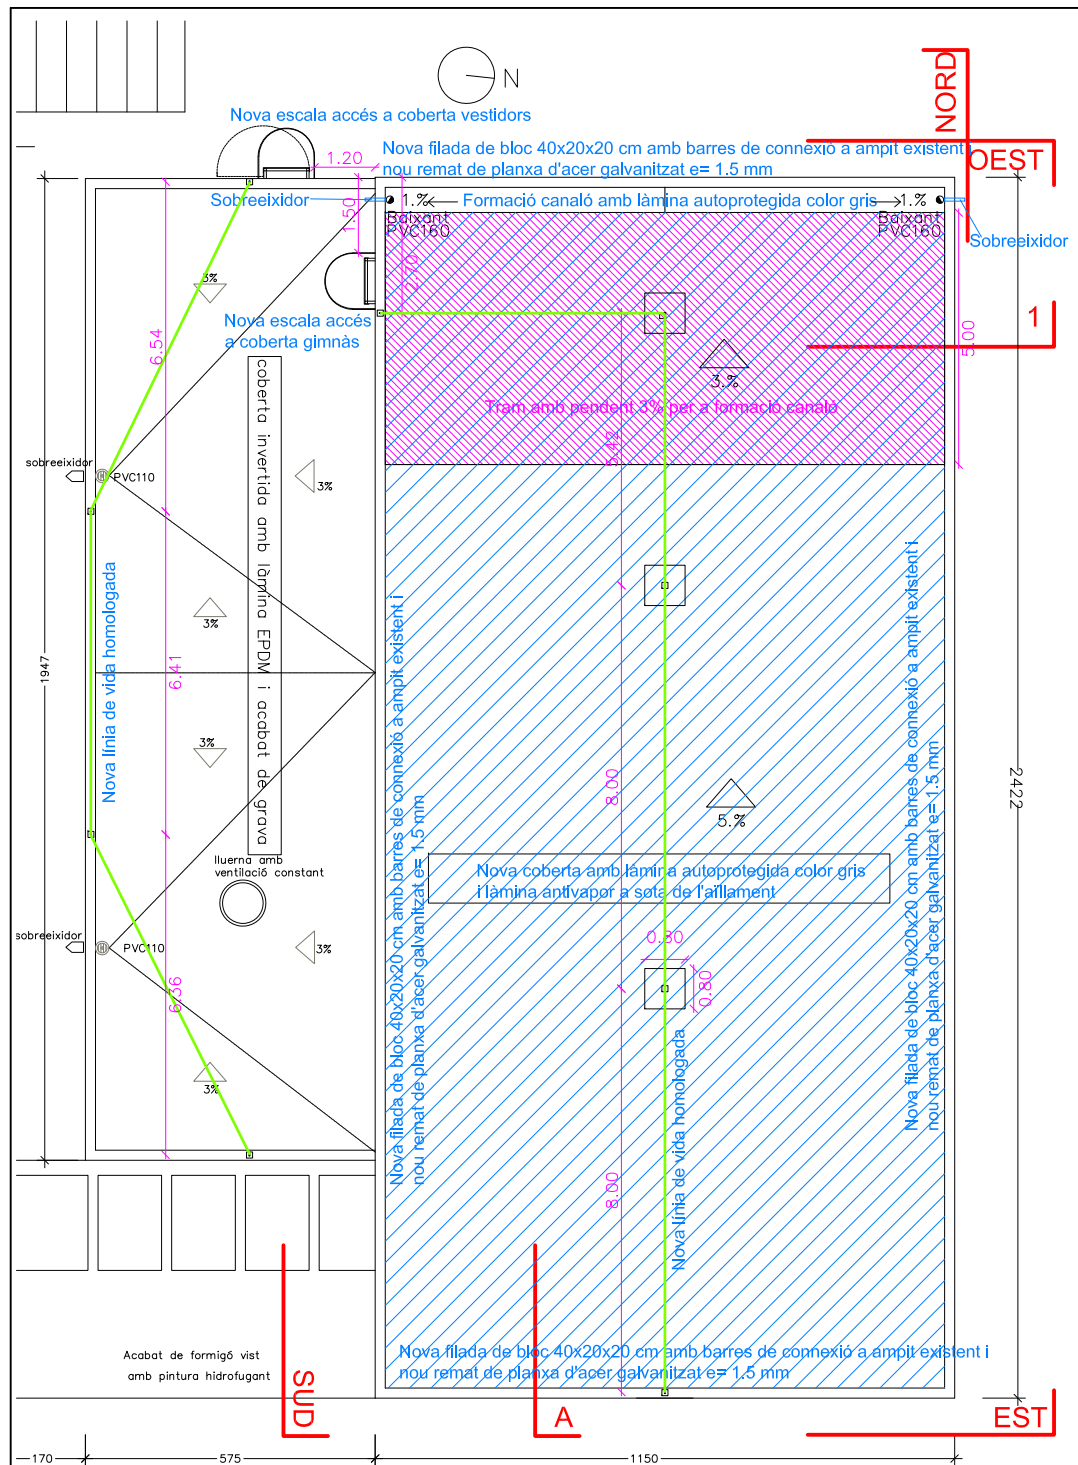 N
NORD
OEST
Nova escala accés a coberta vestidors
1.20
Nova filada de bloc 40x20x20 cm amb barres de connexió a ampit existent i
nou remat de planxa d'acer galvanitzat e= 1.5 mm
Sobreeixidor
1.%
Formació canaló amb làmina autoprotegida color gris
1.%
Baixant
PVC160
Baixant
PVC160
Sobreeixidor
1.50
2.70
3%
Nova escala accés
a coberta gimnàs
1
5.00
6.54
3.%
Tram amb pendent 3% per a formació canaló
5.42
sobreeixidor
PVC110
3%
coberta invertida amb làmina EPDM i acabat de grava
Nova línia de vida homologada
3%
6.41
1947
3%
8.00
2422
5.%
Nova filada de bloc 40x20x20 cm amb barres de connexió a ampit existent i
nou remat de planxa d'acer galvanitzat e= 1.5 mm
Nova filada de bloc 40x20x20 cm amb barres de connexió a ampit existent i
nou remat de planxa d'acer galvanitzat e= 1.5 mm
lluerna amb
ventilació constant
Nova coberta amb làmina autoprotegida color gris
i làmina antivapor a sota de l'aïllament
sobreeixidor
PVC110
3%
0.80
0.80
6.36
3%
Nova línia de vida homologada
8.00
Acabat de formigó vist
amb pintura hidrofugant
Nova filada de bloc 40x20x20 cm amb barres de connexió a ampit existent i
nou remat de planxa d'acer galvanitzat e= 1.5 mm
SUD
A
EST
170
575
1150